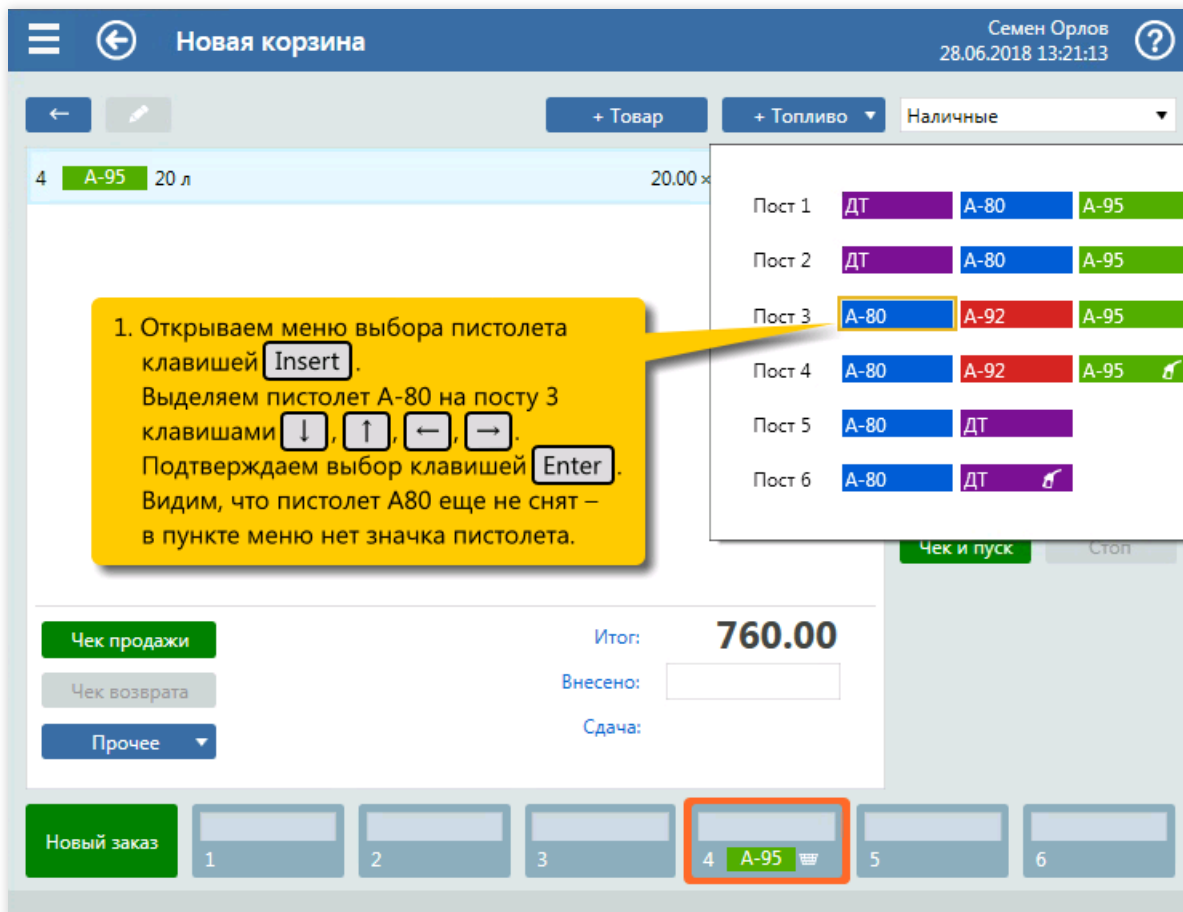 Новая корзина
Семен Орлов
28.06.2018 13:21:13
+ Товар
+ Топливо
Наличные
4 А-95 20 л 20.00 ×
Пост 1 ДТ А-80 А-95
Пост 2 ДТ А-80 А-95
Пост 3 А-80 А-92 А-95
Пост 4 А-80 А-92 А-95
Пост 5 А-80 ДТ
Пост 6 А-80 ДТ
1. Открываем меню выбора пистолета
клавишей Insert.
Выделяем пистолет А-80 на посту 3
клавишами ↓, ↑, ←, →.
Подтверждаем выбор клавишей Enter.
Видим, что пистолет А80 еще не снят –
в пункте меню нет значка пистолета.
Чек и пуск
Стоп
Чек продажи
Чек возврата
Прочее
Итог: 760.00
Внесено:
Сдача:
Новый заказ
1
2
3
4 А-95
5
6